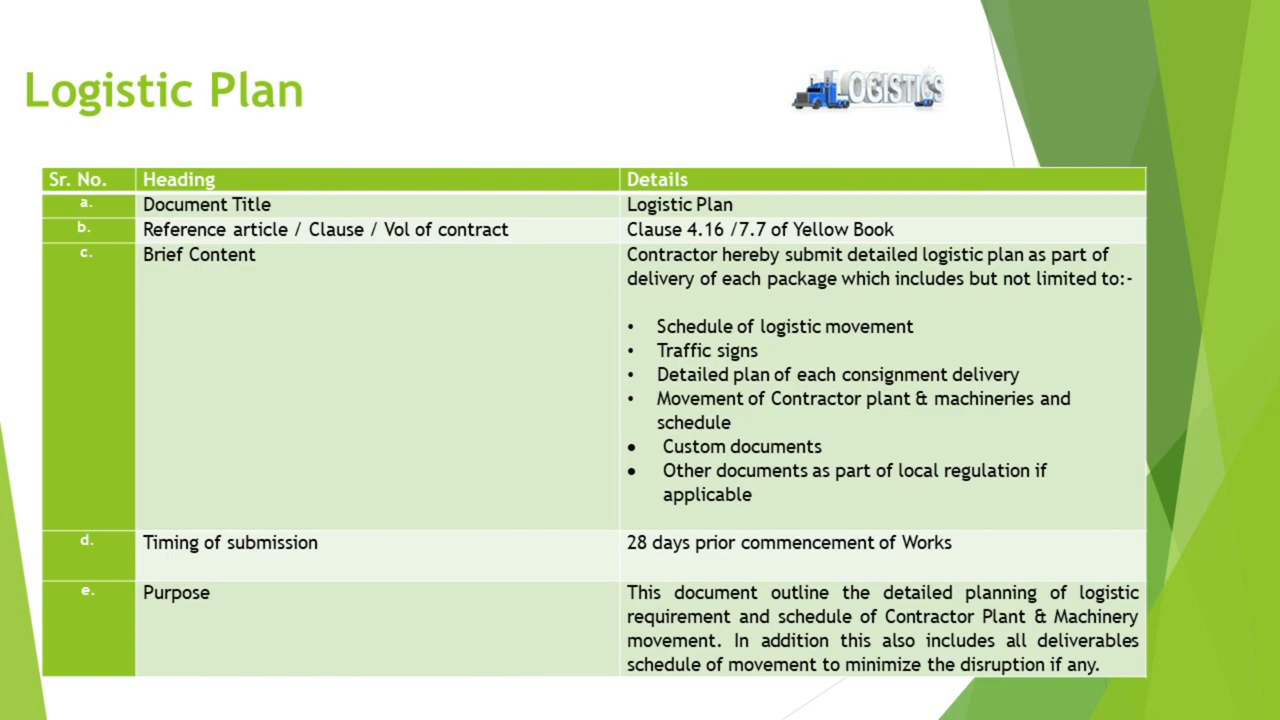 Logistic Plan
LOGISTICS
Sr. No. Heading Details
a. Document Title Logistic Plan
b. Reference article / Clause / Vol of contract Clause 4.16 /7.7 of Yellow Book
c. Brief Content Contractor hereby submit detailed logistic plan as part of
delivery of each package which includes but not limited to:-
• Schedule of logistic movement
• Traffic signs
• Detailed plan of each consignment delivery
• Movement of Contractor plant & machineries and
schedule
• Custom documents
• Other documents as part of local regulation if
applicable
d. Timing of submission 28 days prior commencement of Works
e. Purpose This document outline the detailed planning of logistic
requirement and schedule of Contractor Plant & Machinery
movement. In addition this also includes all deliverables
schedule of movement to minimize the disruption if any.